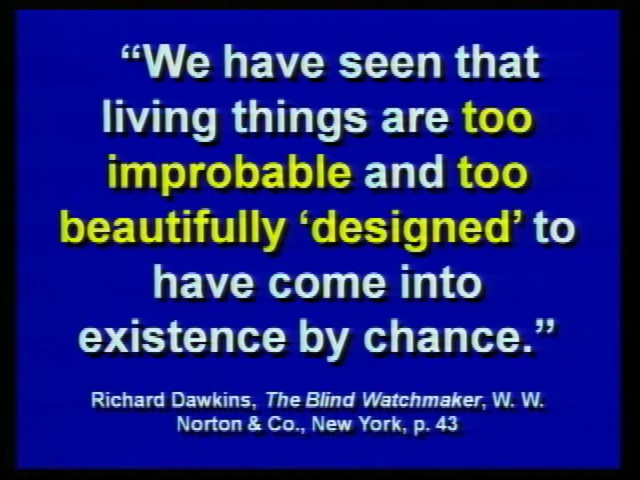 “We have seen that
living things are too
improbable and too
beautifully ‘designed’ to
have come into
existence by chance.”
Richard Dawkins, The Blind Watchmaker, W. W.
Norton & Co., New York, p. 43